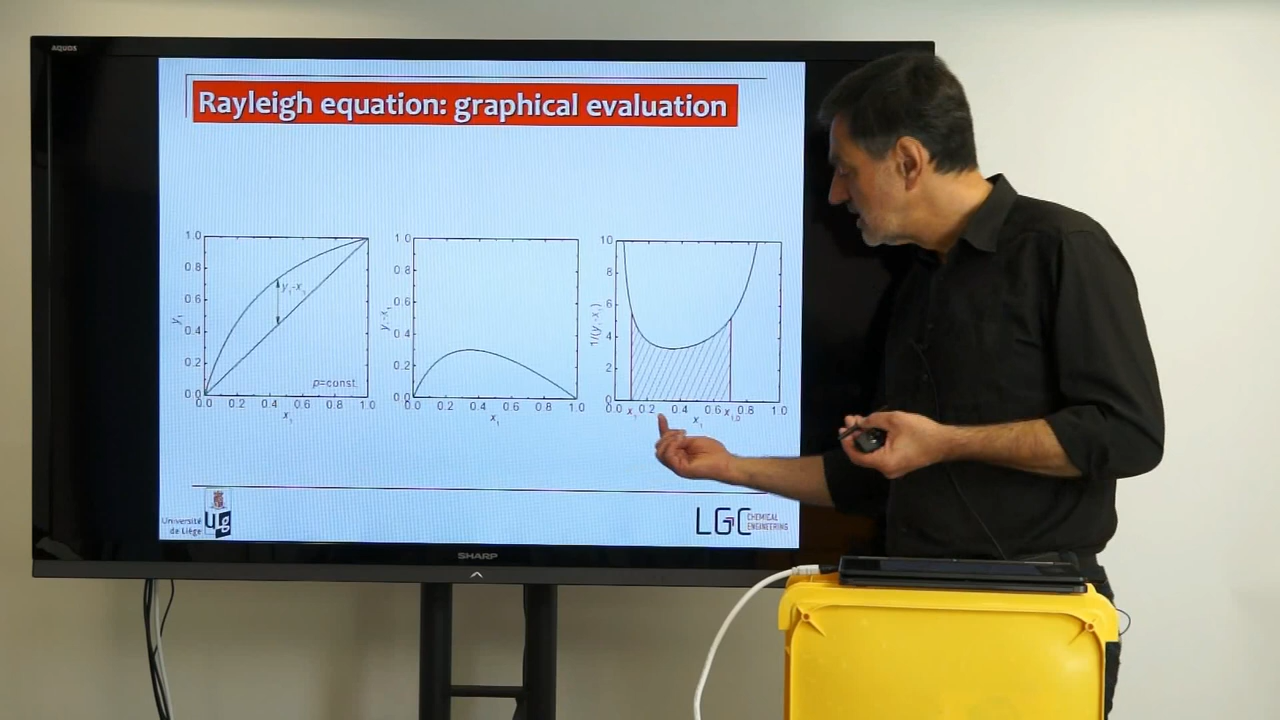 AQUOS
Rayleigh equation: graphical evaluation
1.0
0.8
0.6
0.4
0.2
0.0
y₁
y₁-x₁
p=const.
0.0 0.2 0.4 0.6 0.8 1.0
x₁
1.0
0.8
0.6
0.4
0.2
0.0
y₁-x₁
0.0 0.2 0.4 0.6 0.8 1.0
x₁
10
8
6
4
2
0
1/(y₁-x₁)
0.0 x₁ 0.2 0.4 0.6 x₁,₀ 0.8 1.0
x₁
Université
de Liège
LGC
CHEMICAL
ENGINEERING
SHARP